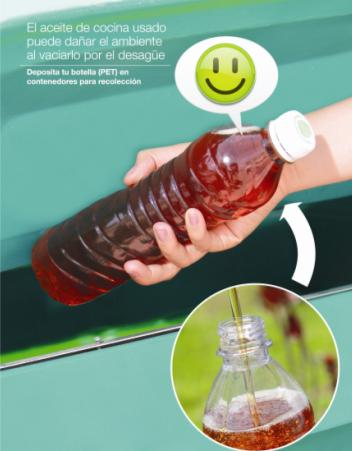 El aceite de cocina usado
puede dañar el ambiente
al vaciarlo por el desagüe
Deposita tu botella (PET) en
contenedores para recolección